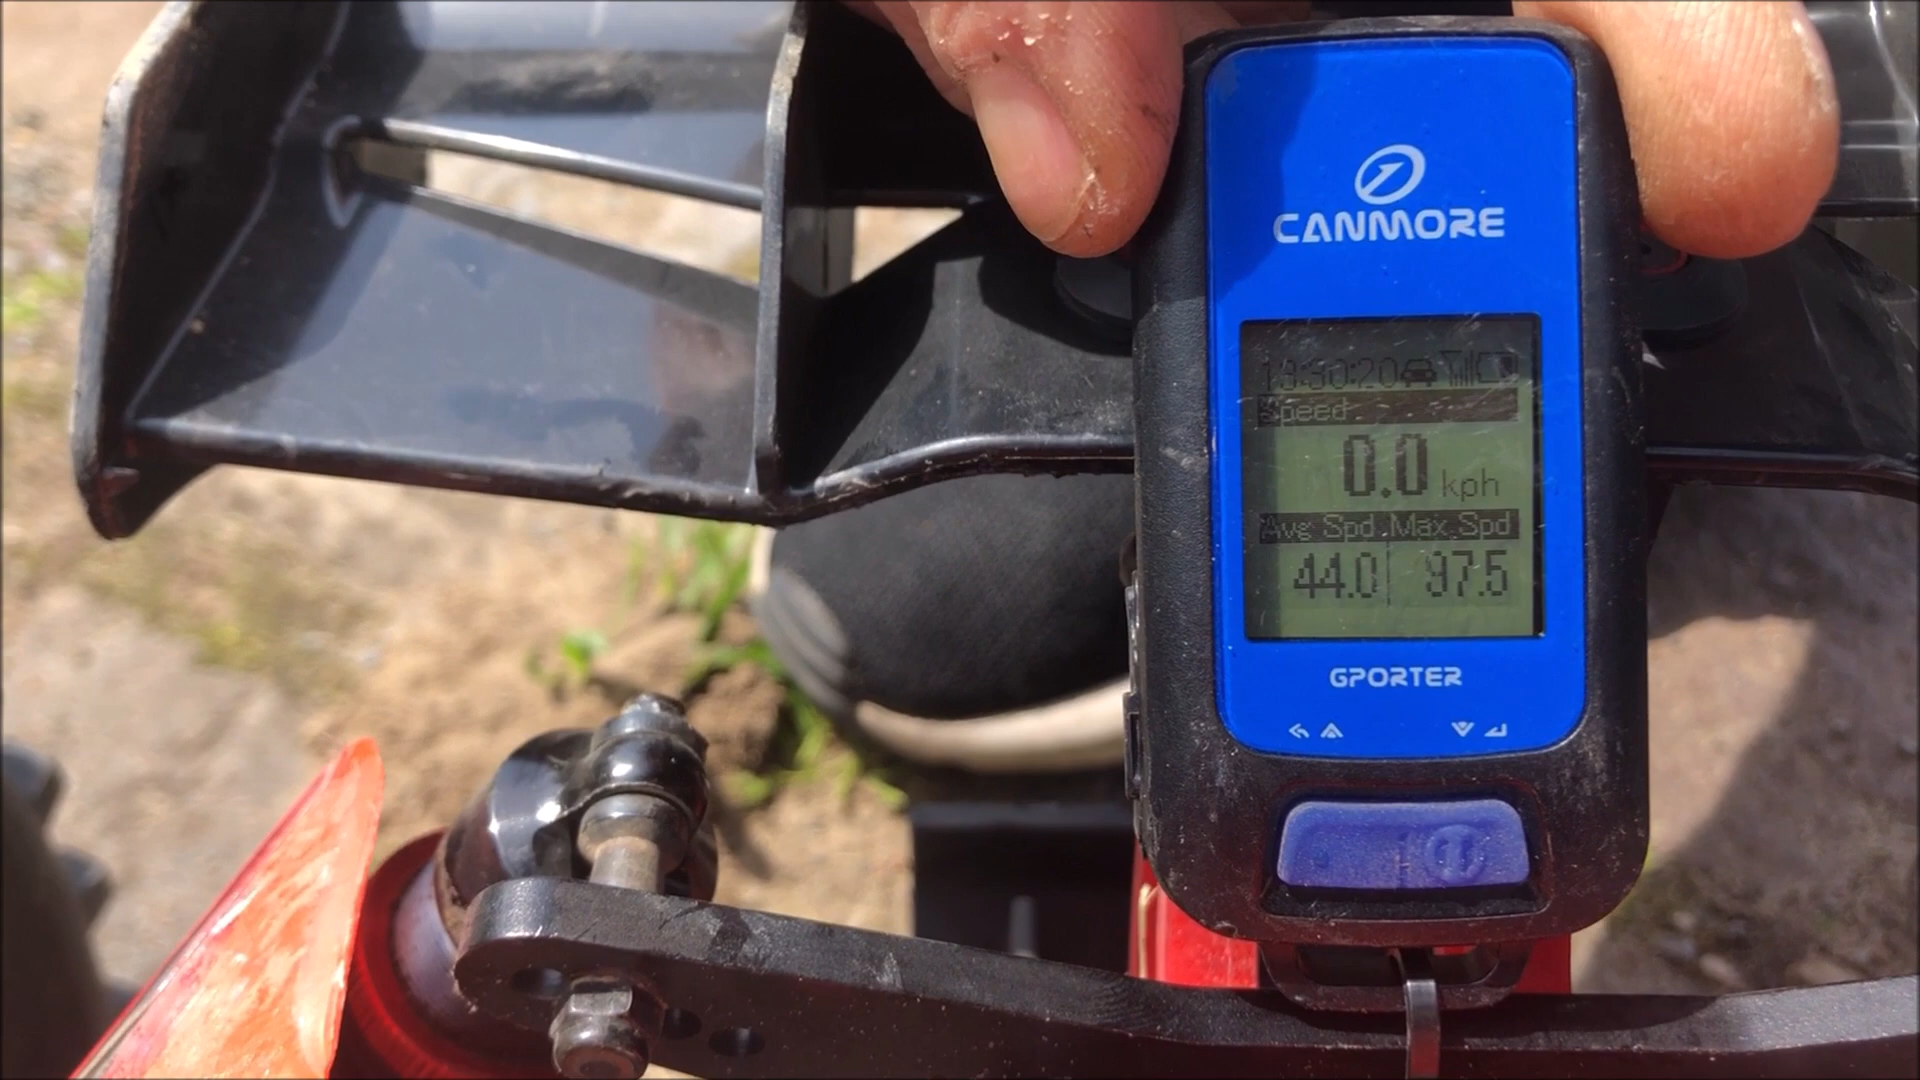 CANMORE
13:30:20
Speed
0.0 kph
Avg Spd Max Spd
44.0 97.5
GPORTER